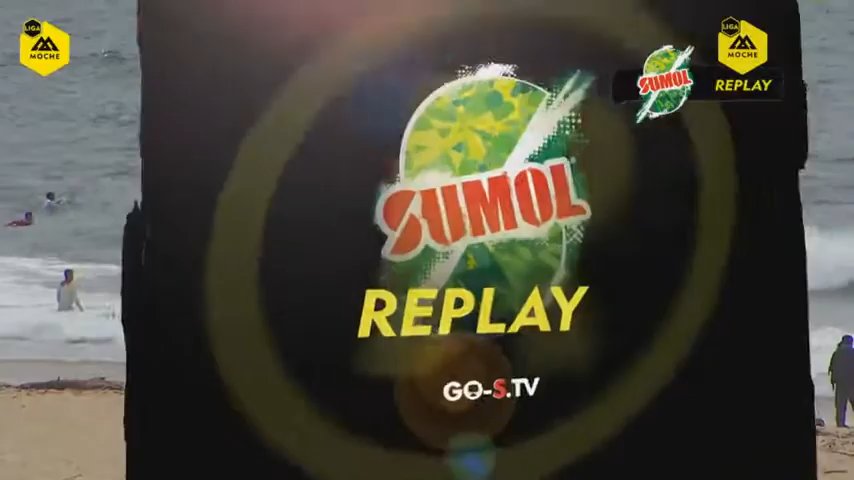 LIGA
MOCHE
LIGA
MOCHE
SUMOL
REPLAY
SUMOL
REPLAY
GO-S.TV